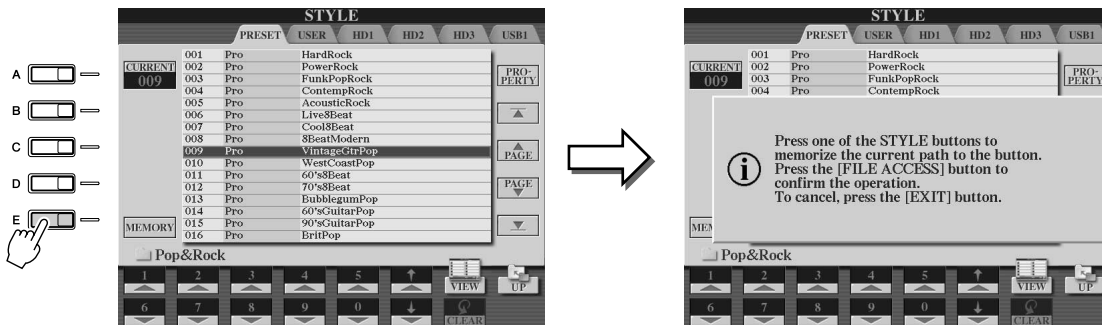 STYLE
PRESET USER HD1 HD2 HD3 USB1
A
B
C
D
E
CURRENT
009
001 Pro HardRock
002 Pro PowerRock
003 Pro FunkPopRock
004 Pro ContempRock
005 Pro AcousticRock
006 Pro Live8Beat
007 Pro Cool8Beat
008 Pro 8BeatModern
009 Pro VintageGtrPop
010 Pro WestCoastPop
011 Pro 60's8Beat
012 Pro 70's8Beat
013 Pro BubblegumPop
014 Pro 60'sGuitarPop
015 Pro 90'sGuitarPop
016 Pro BritPop
PRO-
PERTY
PAGE
PAGE
MEMORY
Pop&Rock
1 2 3 4 5 VIEW UP
6 7 8 9 0 CLEAR
STYLE
PRESET USER HD1 HD2 HD3 USB1
CURRENT
009
001 Pro HardRock
002 Pro PowerRock
003 Pro FunkPopRock
004 Pro ContempRock
PRO-
PERTY
Press one of the STYLE buttons to
memorize the current path to the button.
Press the [FILE ACCESS] button to
confirm the operation.
To cancel, press the [EXIT] button.
MEM
Pop&Rock
1 2 3 4 5 VIEW UP
6 7 8 9 0 CLEAR